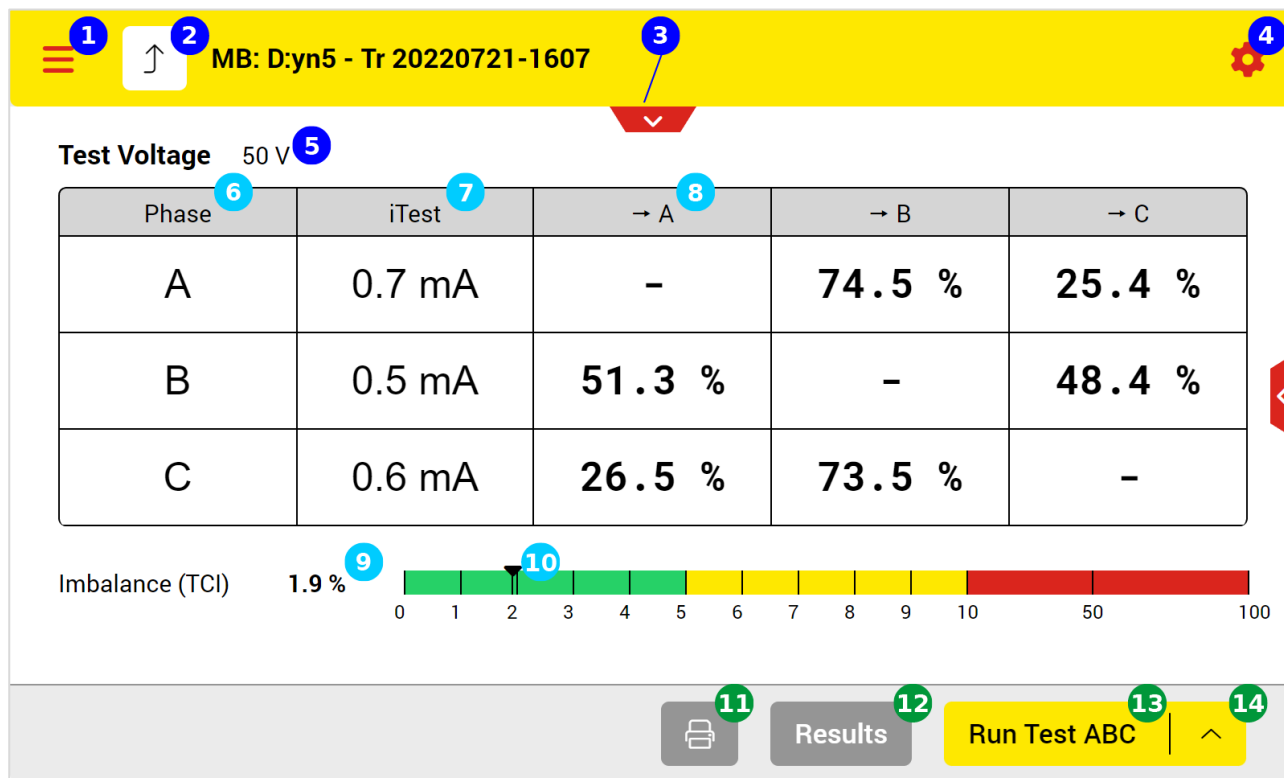 1 2 3 4
MB: D:yn5 - Tr 20220721-1607
Test Voltage 50 V 5
6 7 8
Phase iTest → A → B → C
A 0.7 mA – 74.5 % 25.4 %
B 0.5 mA 51.3 % – 48.4 %
C 0.6 mA 26.5 % 73.5 % –
9 10
Imbalance (TCI) 1.9 %
0 1 2 3 4 5 6 7 8 9 10 50 100
11 12 13 14
Results Run Test ABC